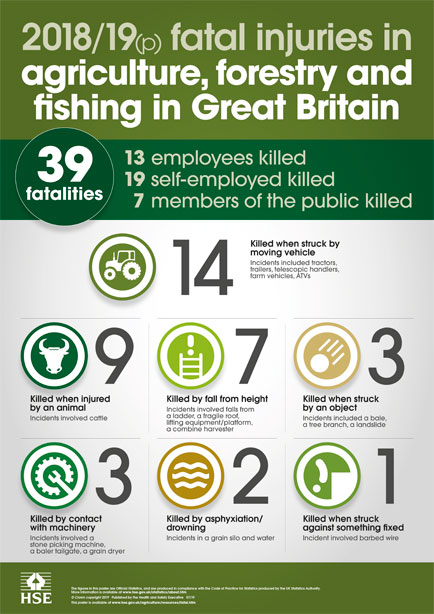 2018/19(p) fatal injuries in
agriculture, forestry and
fishing in Great Britain
39
fatalities
13 employees killed
19 self-employed killed
7 members of the public killed
14
Killed when struck by
moving vehicle
Incidents included tractors,
trailers, telescopic handlers,
farm vehicles, ATVs
9
Killed when injured
by an animal
Incidents involved cattle
7
Killed by fall from height
Incidents involved falls from
a ladder, a fragile roof,
lifting equipment/platform,
a combine harvester
3
Killed when struck
by an object
Incidents included a bale,
a tree branch, a landslide
3
Killed by contact
with machinery
Incidents involved a
stone picking machine,
a baler tailgate, a grain dryer
2
Killed by asphyxiation/
drowning
Incidents in a grain silo and water
1
Killed when struck
against something fixed
Incident involved barbed wire
HSE
The figures in this poster are Official Statistics, and are produced in compliance with the Code of Practice for Statistics produced by the UK Statistics Authority.
More information is available at www.hse.gov.uk/statistics/about.htm
© Crown copyright 2019 Published by the Health and Safety Executive
This poster is available at www.hse.gov.uk/agriculture/resources/fatal.htm